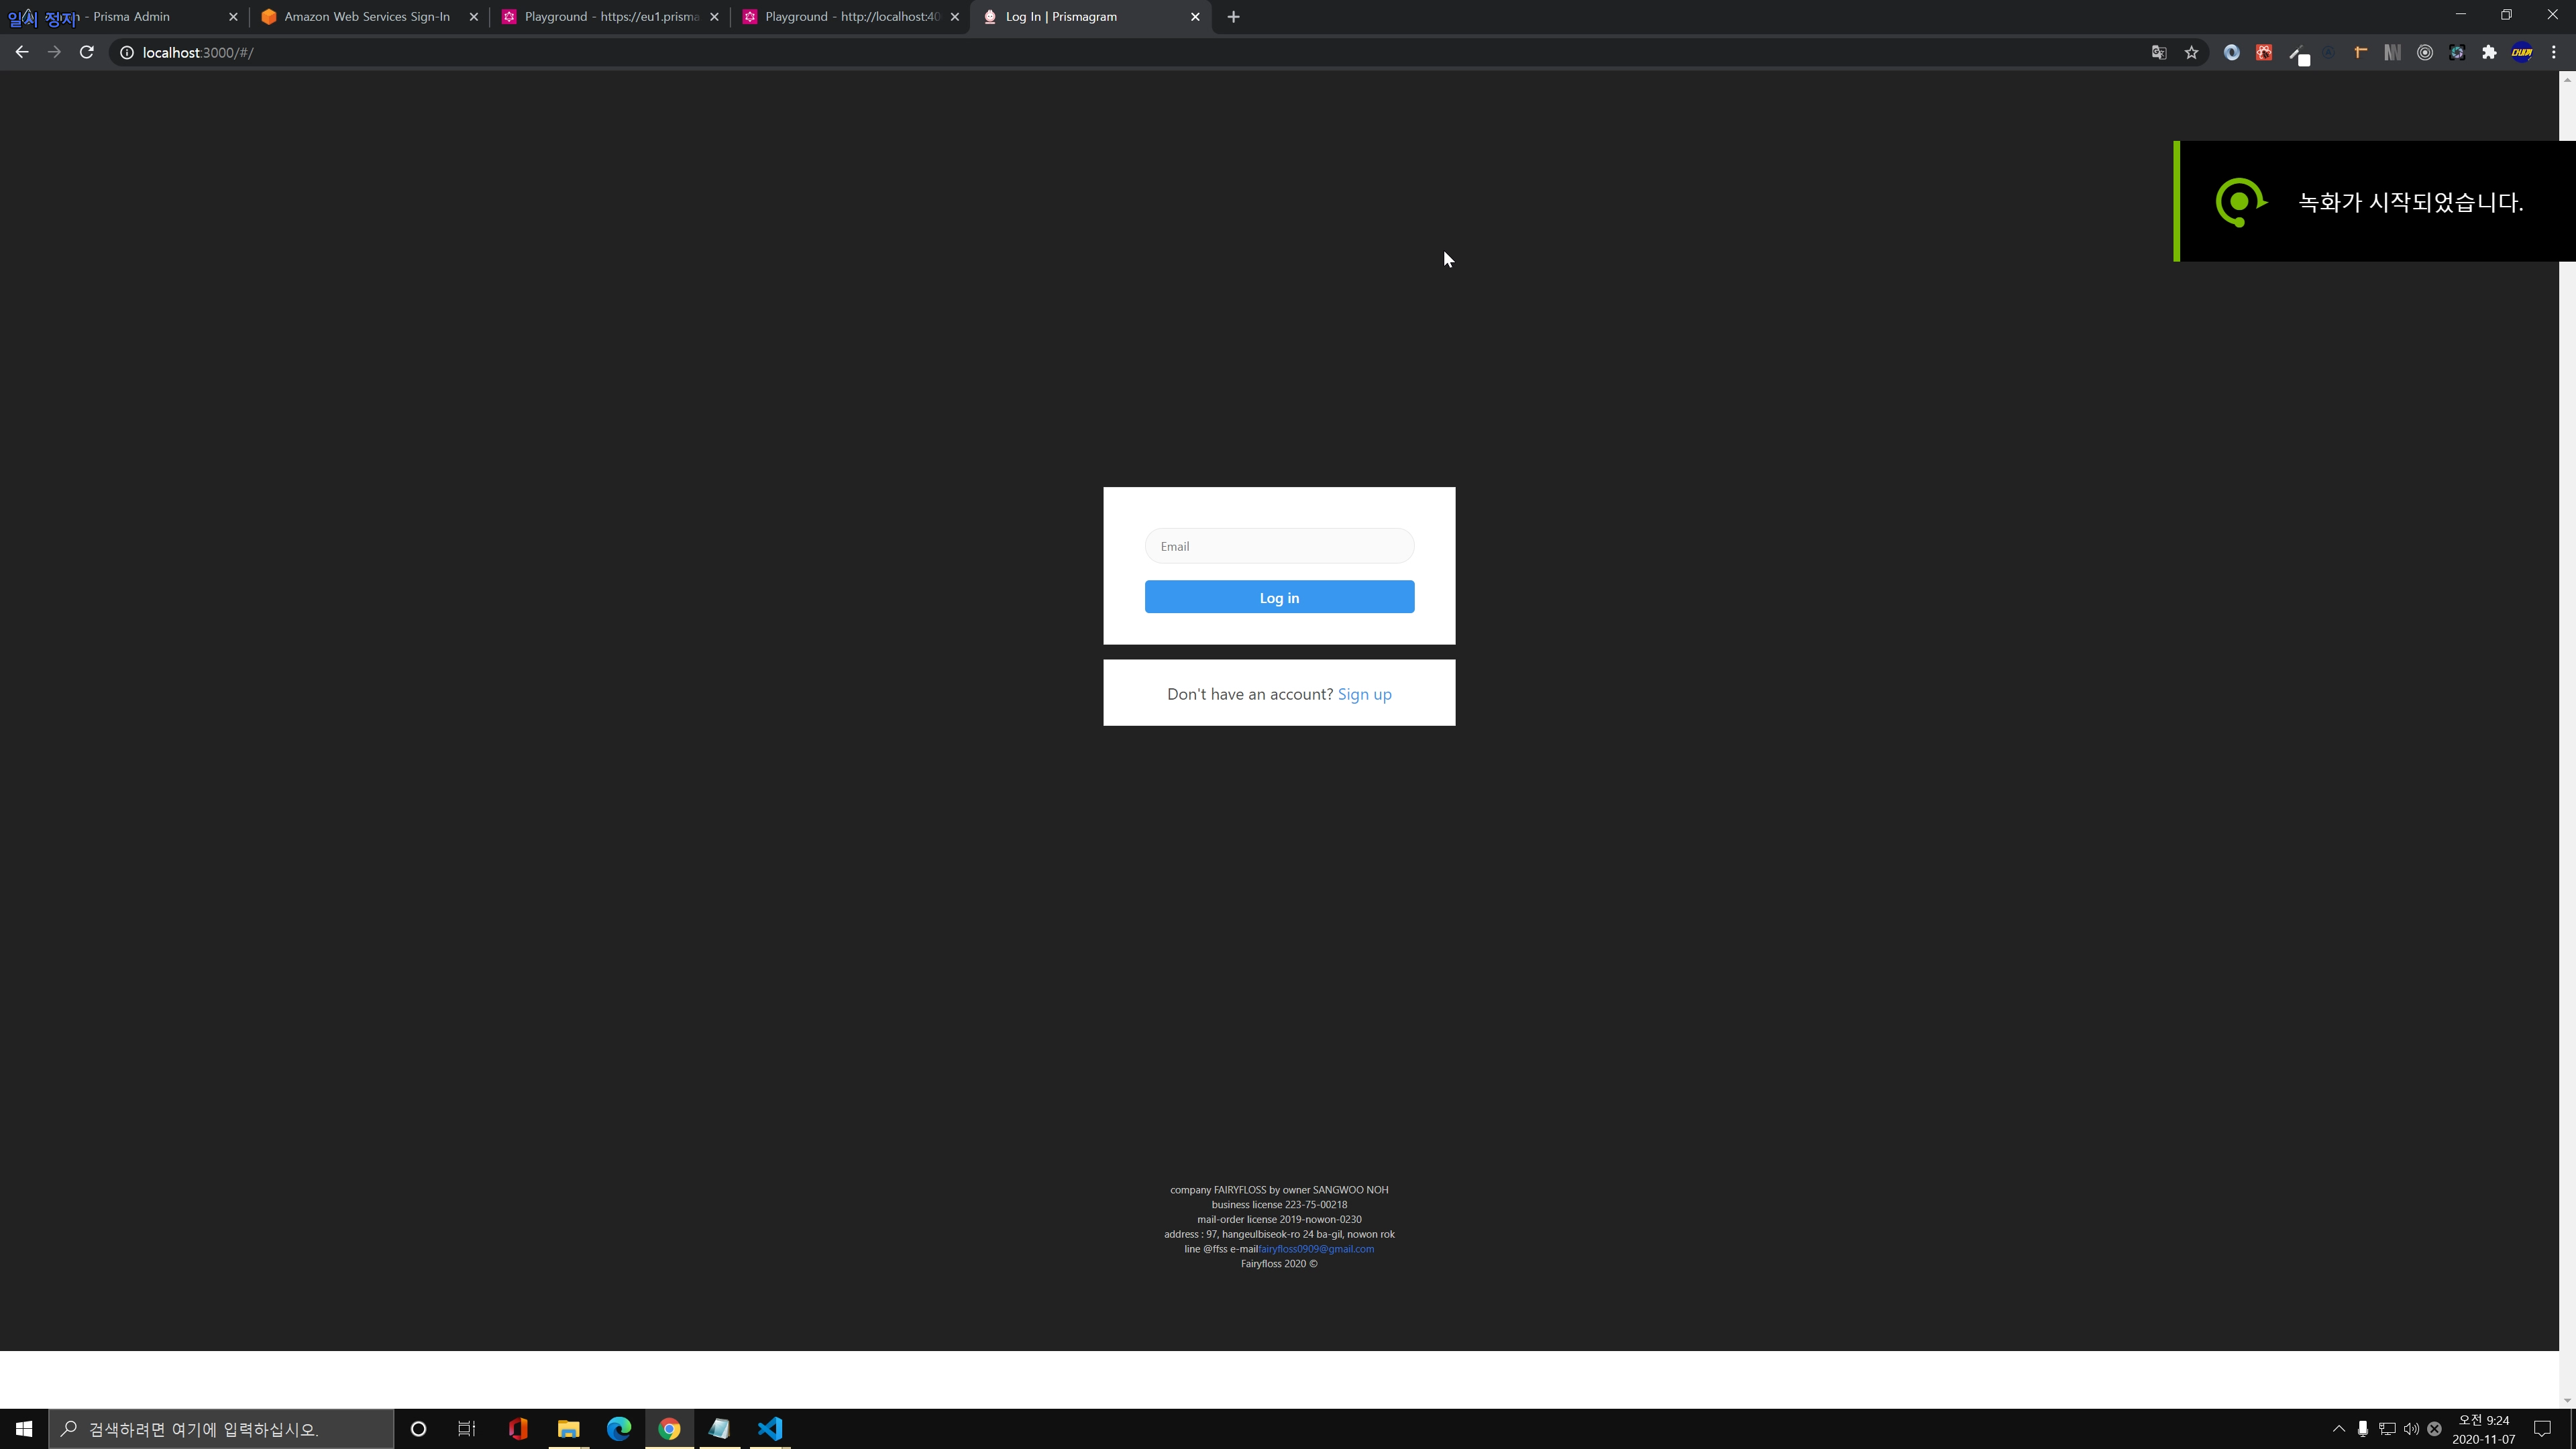 일시 정지
n - Prisma Admin
Amazon Web Services Sign-In
Playground - https://eu1.prisma
Playground - http://localhost:40
Log In | Prismagram
localhost:3000/#/
녹화가 시작되었습니다.
Email
Log in
Don't have an account? Sign up
company FAIRYFLOSS by owner SANGWOO NOH
business license 223-75-00218
mail-order license 2019-nowon-0230
address : 97, hangeulbiseok-ro 24 ba-gil, nowon rok
line @ffss e-mailfairyfloss0909@gmail.com
Fairyfloss 2020 ©
검색하려면 여기에 입력하십시오.
오전 9:24
2020-11-07